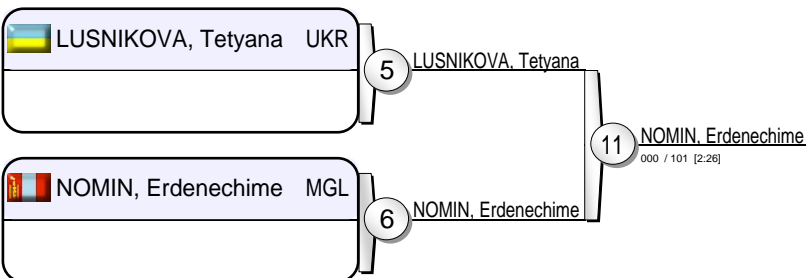 LUSNIKOVA, Tetyana UKR
5
LUSNIKOVA, Tetyana
11
NOMIN, Erdenechime
000 / 101 [2:26]
NOMIN, Erdenechime MGL
6
NOMIN, Erdenechime